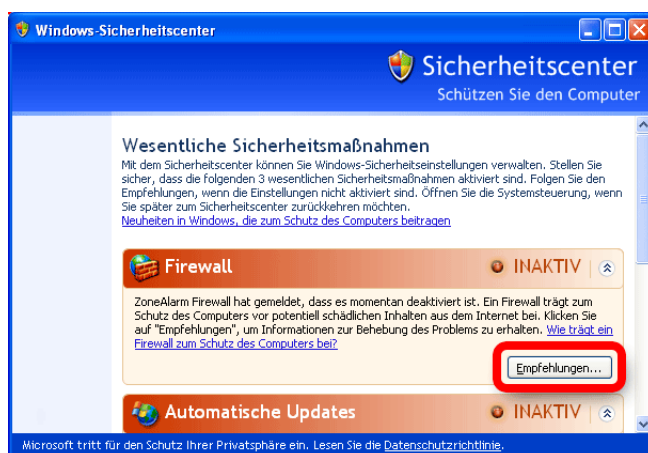 Windows-Sicherheitscenter
Sicherheitscenter
Schützen Sie den Computer
Wesentliche Sicherheitsmaßnahmen
Mit dem Sicherheitscenter können Sie Windows-Sicherheitseinstellungen verwalten. Stellen Sie
sicher, dass die folgenden 3 wesentlichen Sicherheitsmaßnahmen aktiviert sind. Folgen Sie den
Empfehlungen, wenn die Einstellungen nicht aktiviert sind. Öffnen Sie die Systemsteuerung, wenn
Sie später zum Sicherheitscenter zurückkehren möchten.
Neuheiten in Windows, die zum Schutz des Computers beitragen
Firewall INAKTIV
ZoneAlarm Firewall hat gemeldet, dass es momentan deaktiviert ist. Ein Firewall trägt zum
Schutz des Computers vor potentiell schädlichen Inhalten aus dem Internet bei. Klicken Sie
auf "Empfehlungen", um Informationen zur Behebung des Problems zu erhalten. Wie trägt ein
Firewall zum Schutz des Computers bei?
Empfehlungen...
Automatische Updates INAKTIV
Microsoft tritt für den Schutz Ihrer Privatsphäre ein. Lesen Sie die Datenschutzrichtlinie.